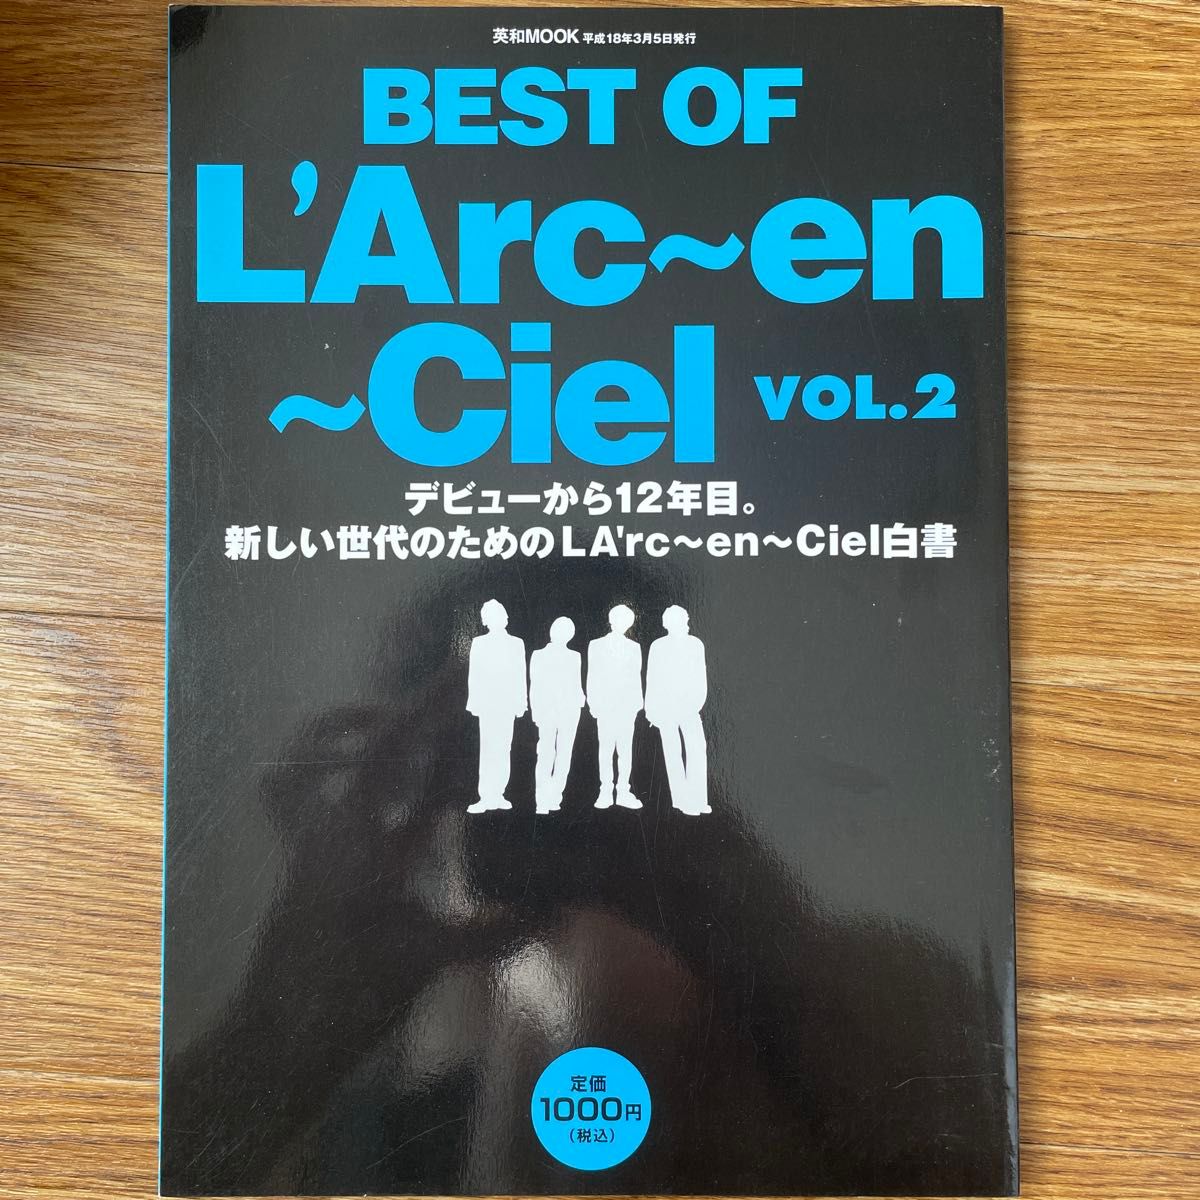 英和MOOK 平成18年3月5日発行
BEST OF
L'Arc~en
~Ciel VOL.2
デビューから12年目。
新しい世代のためのLA'rc~en~Ciel白書
定価
1000円
(税込)